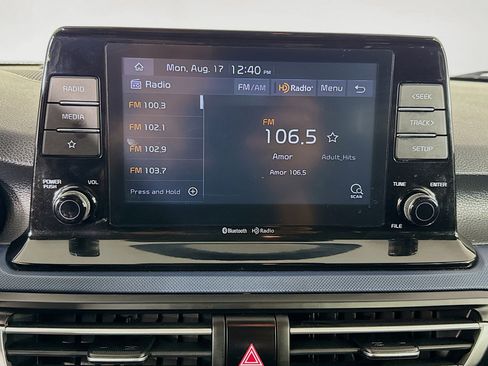 Mon, Aug. 17 12:40 PM
Radio FM/AM HD Radio Menu
FM 100.3
FM 102.1
FM 102.9
FM 103.7
Press and Hold
FM
106.5
Amor Adult_Hits
Amor 106.5
SCAN
RADIO
MEDIA
POWER PUSH VOL
< SEEK
TRACK >
SETUP
TUNE ENTER
FILE
Bluetooth HD Radio